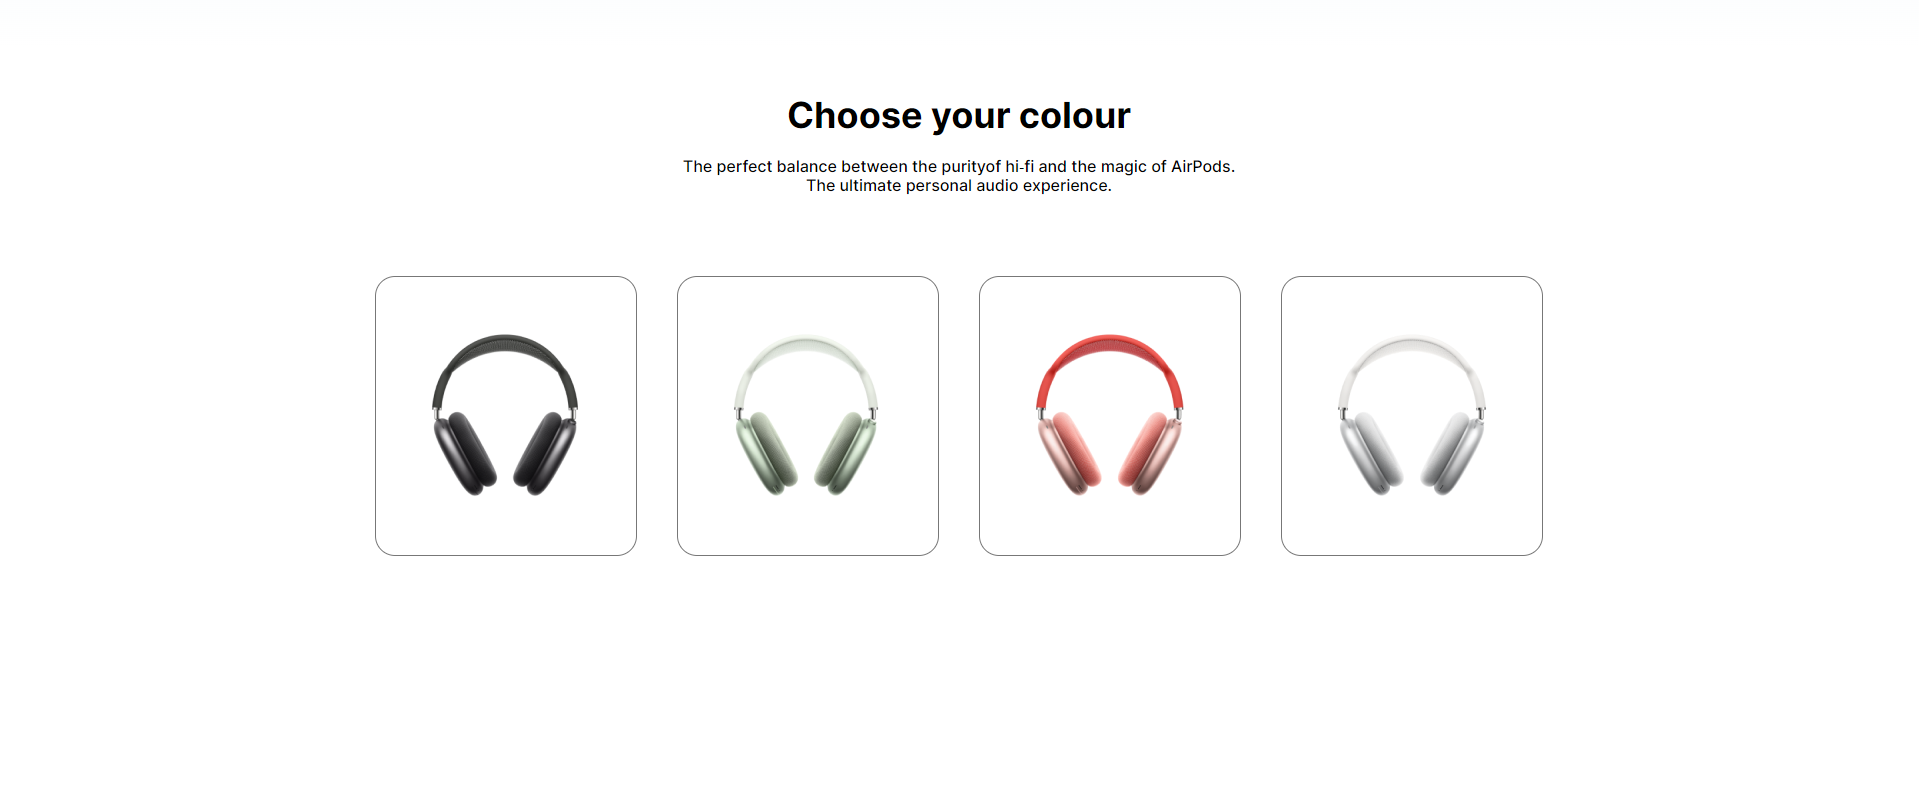 Choose your colour
The perfect balance between the purityof hi-fi and the magic of AirPods.
The ultimate personal audio experience.